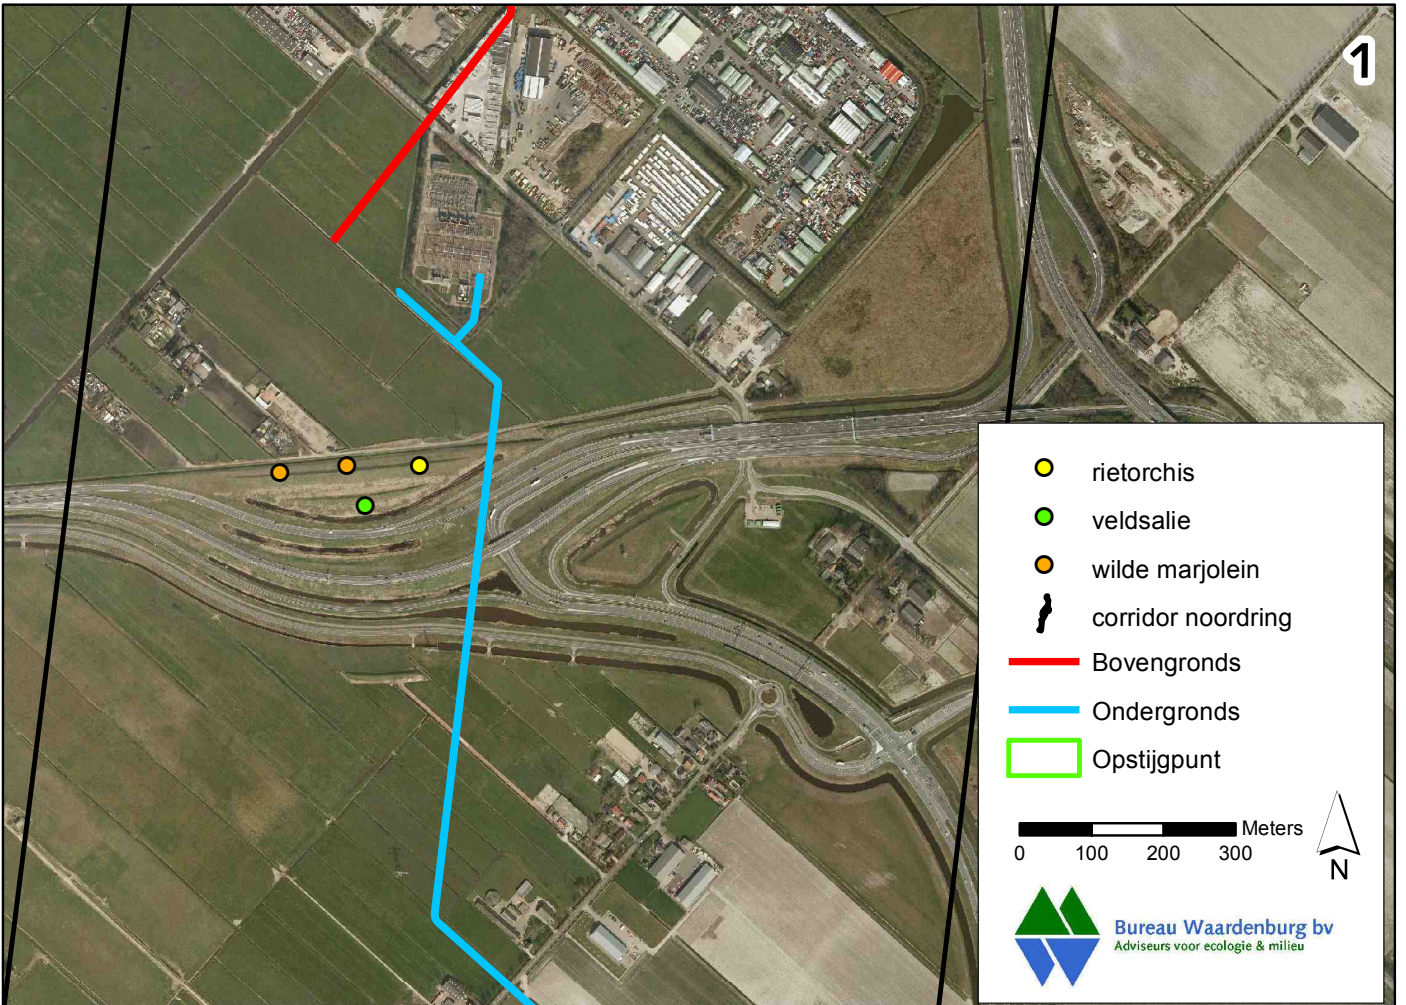 1
rietorchis
veldsalie
wilde marjolein
corridor noordring
Bovengronds
Ondergronds
Opstijgpunt
Meters
0 100 200 300
N
Bureau Waardenburg bv
Adviseurs voor ecologie & milieu